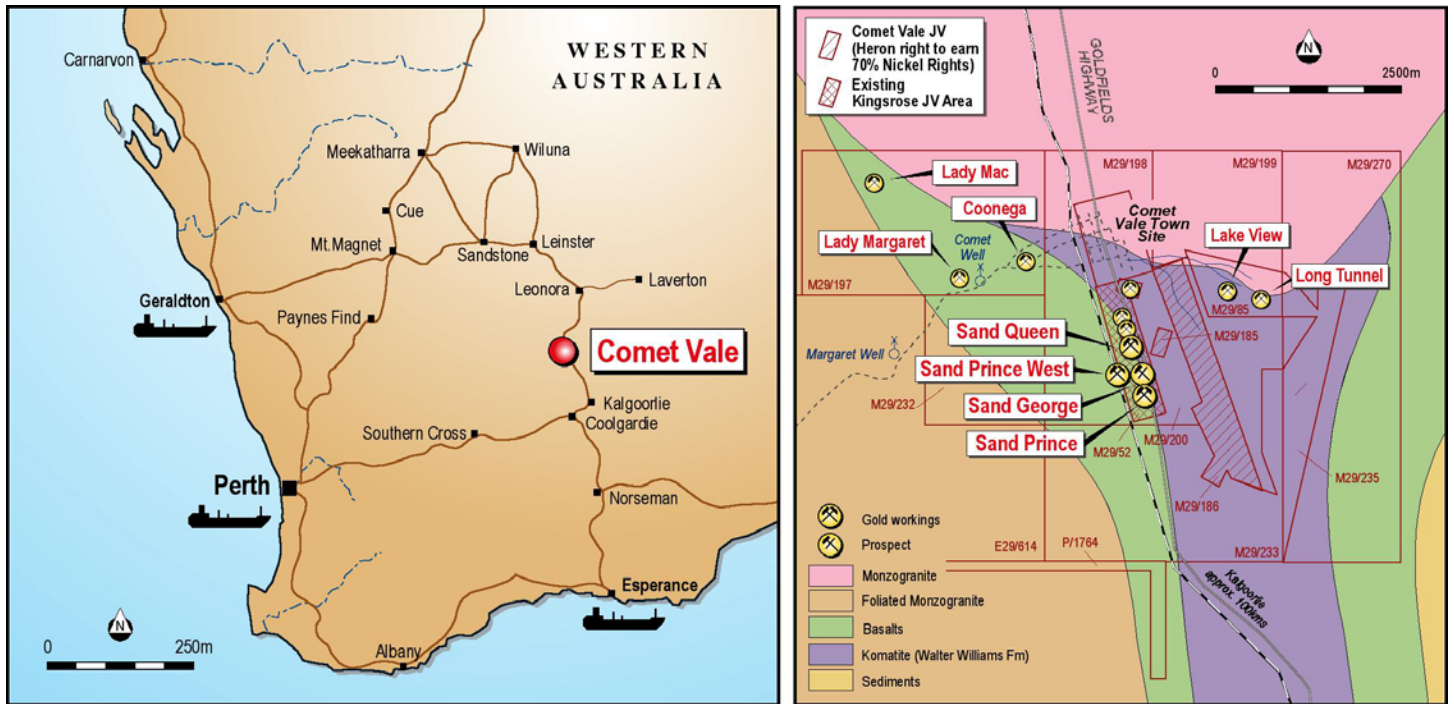 WESTERN
AUSTRALIA
Carnarvon
Meekatharra
Wiluna
Cue
Mt.Magnet
Sandstone
Leinster
Laverton
Leonora
Geraldton
Paynes Find
Comet Vale
Kalgoorlie
Coolgardie
Southern Cross
Perth
Norseman
Esperance
Albany
N
0
250m
Comet Vale JV
(Heron right to earn
70% Nickel Rights)
Existing
Kingsrose JV Area
GOLDFIELDS
HIGHWAY
N
0
2500m
M29/198
M29/199
M29/270
Lady Mac
Coonega
Comet
Vale Town
Site
Lake View
Lady Margaret
Comet
Well
Long Tunnel
M29/197
M29/85
Sand Queen
M29/185
Margaret Well
Sand Prince West
M29/232
Sand George
Sand Prince
M29/200
M29/52
M29/235
M29/186
Gold workings
Prospect
E29/614
P/1764
M29/233
Monzogranite
Foliated Monzogranite
Basalts
Komatite (Walter Williams Fm)
Sediments
Kalgoorlie
approx. 100kms